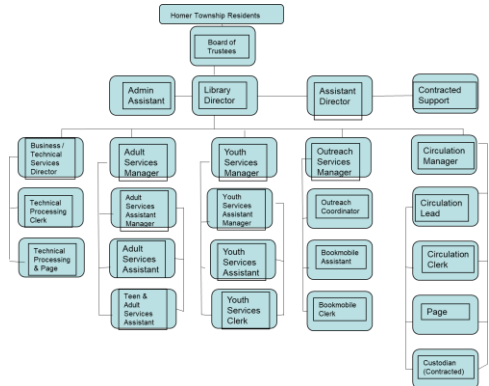 Homer Township Residents
Board of
Trustees
Admin
Assistant
Library
Director
Assistant
Director
Contracted
Support
Business /
Technical
Services
Director
Adult
Services
Manager
Youth
Services
Manager
Outreach
Services
Manager
Circulation
Manager
Technical
Processing
Clerk
Adult
Services
Assistant
Manager
Youth
Services
Assistant
Manager
Outreach
Coordinator
Circulation
Lead
Technical
Processing
& Page
Adult
Services
Assistant
Youth
Services
Assistant
Bookmobile
Assistant
Circulation
Clerk
Teen &
Adult
Services
Assistant
Youth
Services
Clerk
Bookmobile
Clerk
Page
Custodian
(Contracted)